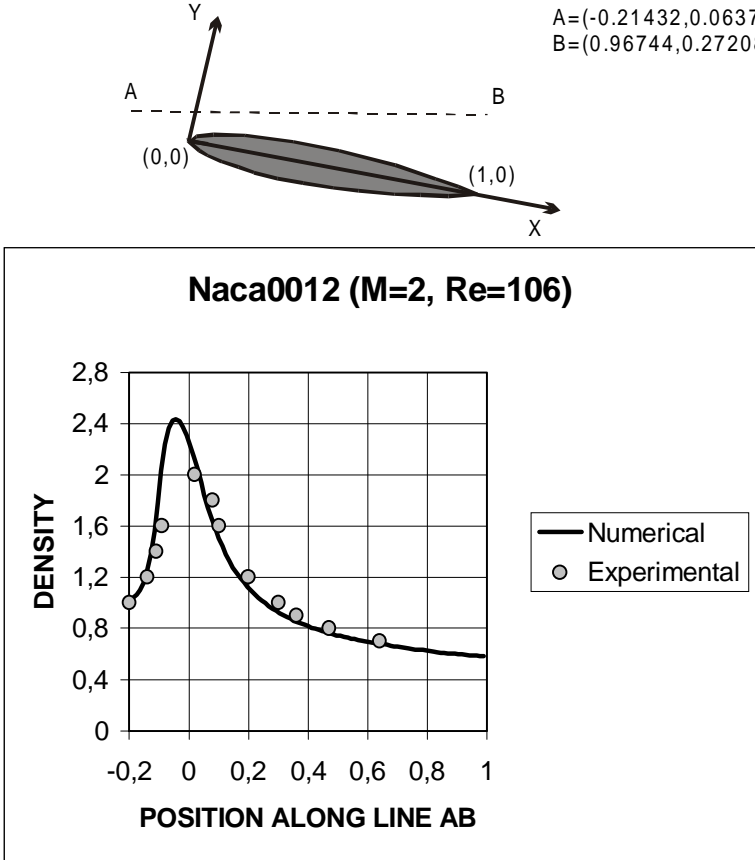 Y
A=(-0.21432,0.0637
B=(0.96744,0.2720
A
B
(0,0)
(1,0)
X
Naca0012 (M=2, Re=106)
2,8
2,4
2
1,6
1,2
0,8
0,4
0
DENSITY
-0,2 0 0,2 0,4 0,6 0,8 1
POSITION ALONG LINE AB
Numerical
Experimental